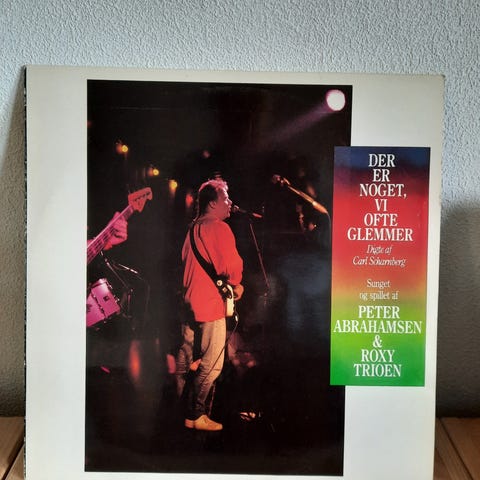 DER
ER
NOGET,
VI
OFTE
GLEMMER
Digte af
Carl Scharnberg
Sunget
og spillet af
PETER
ABRAHAMSEN
&
ROXY
TRIOEN